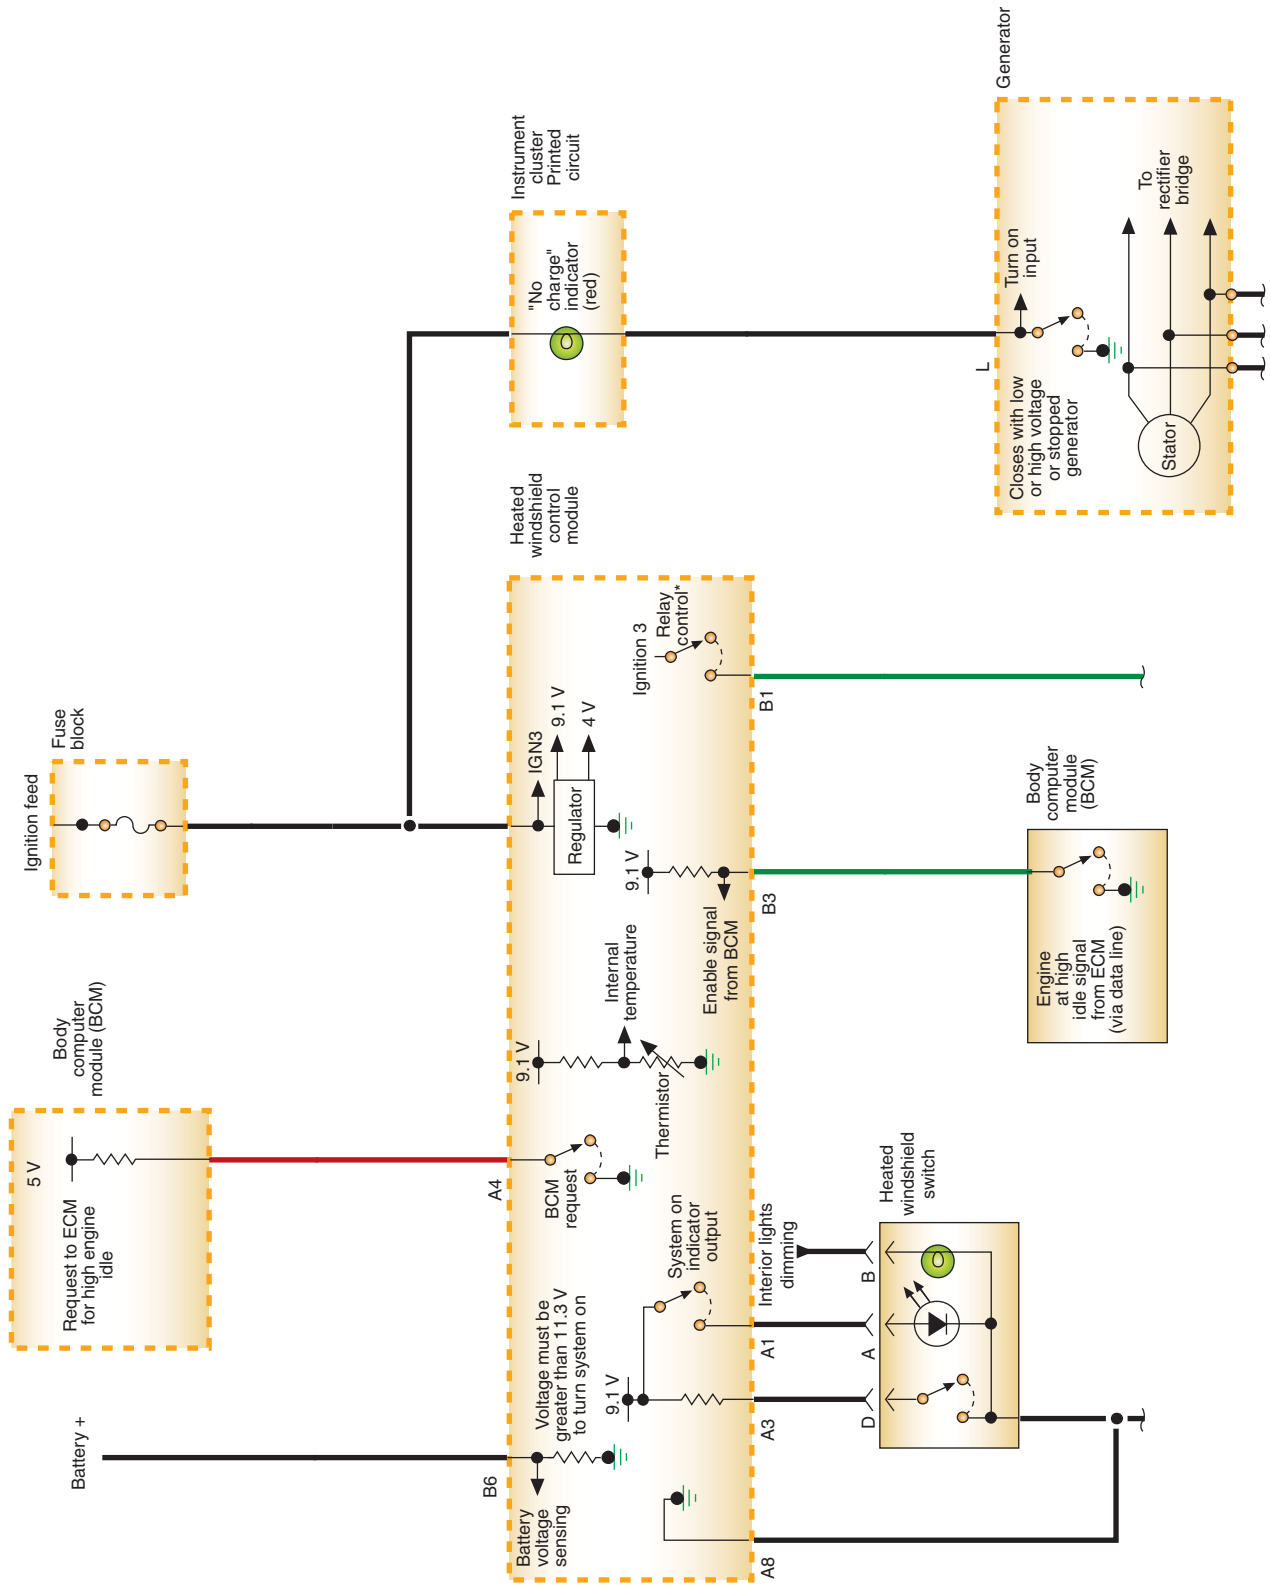 Battery +
5 V
Request to ECM
for high engine
idle
Body
computer
module (BCM)
Ignition feed
Fuse
block
B6
A4
Battery
voltage
sensing
Voltage must be
greater than 11.3 V
to turn system on
9.1 V
System on
indicator
output
BCM
request
9.1 V
Internal
temperature
Thermistor
9.1 V
Enable signal
from BCM
IGN3
9.1 V
4 V
Regulator
Ignition 3
Relay
control*
Heated
windshield
control
module
"No
charge"
indicator
(red)
Instrument
cluster
Printed
circuit
A8
A3
A1
Interior lights
dimming
B3
B1
D
A
B
Heated
windshield
switch
Engine
at high
idle signal
from ECM
(via data line)
Body
computer
module
(BCM)
L
Turn on
input
Closes with low
or high voltage
or stopped
generator
Stator
To
rectifier
bridge
Generator